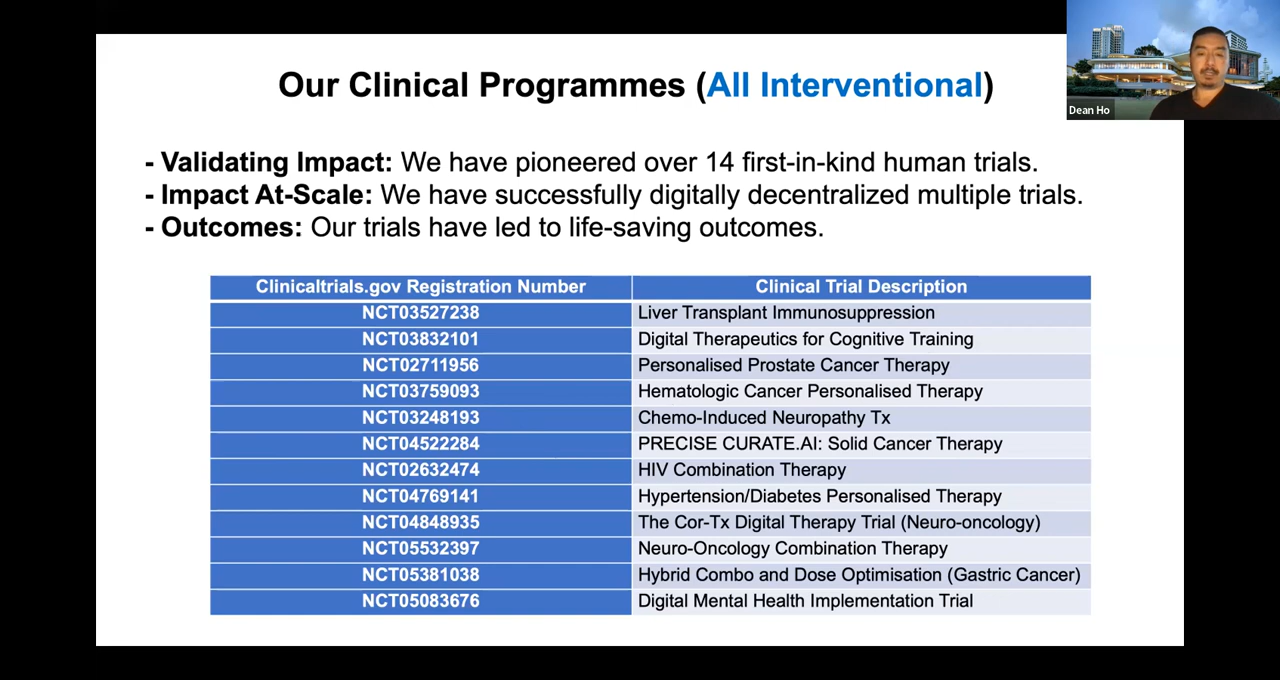 Our Clinical Programmes (All Interventional)
Dean Ho
- Validating Impact: We have pioneered over 14 first-in-kind human trials.
- Impact At-Scale: We have successfully digitally decentralized multiple trials.
- Outcomes: Our trials have led to life-saving outcomes.
Clinicaltrials.gov Registration Number Clinical Trial Description
NCT03527238 Liver Transplant Immunosuppression
NCT03832101 Digital Therapeutics for Cognitive Training
NCT02711956 Personalised Prostate Cancer Therapy
NCT03759093 Hematologic Cancer Personalised Therapy
NCT03248193 Chemo-Induced Neuropathy Tx
NCT04522284 PRECISE CURATE.AI: Solid Cancer Therapy
NCT02632474 HIV Combination Therapy
NCT04769141 Hypertension/Diabetes Personalised Therapy
NCT04848935 The Cor-Tx Digital Therapy Trial (Neuro-oncology)
NCT05532397 Neuro-Oncology Combination Therapy
NCT05381038 Hybrid Combo and Dose Optimisation (Gastric Cancer)
NCT05083676 Digital Mental Health Implementation Trial